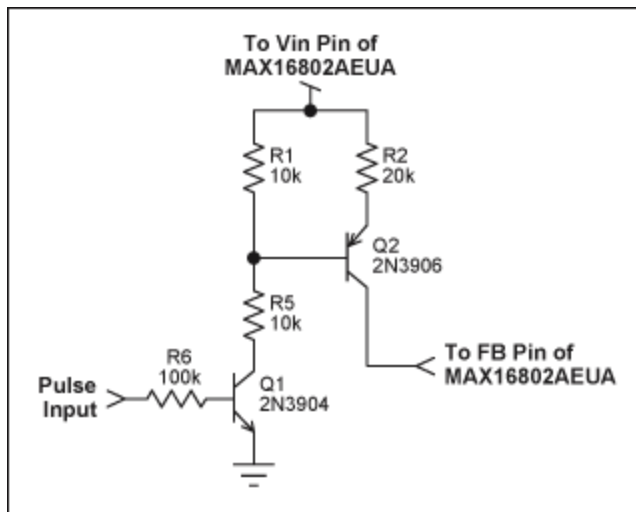 To Vin Pin of
MAX16802AEUA
R1
10k
R2
20k
Q2
2N3906
R5
10k
To FB Pin of
MAX16802AEUA
R6
100k
Pulse
Input
Q1
2N3904